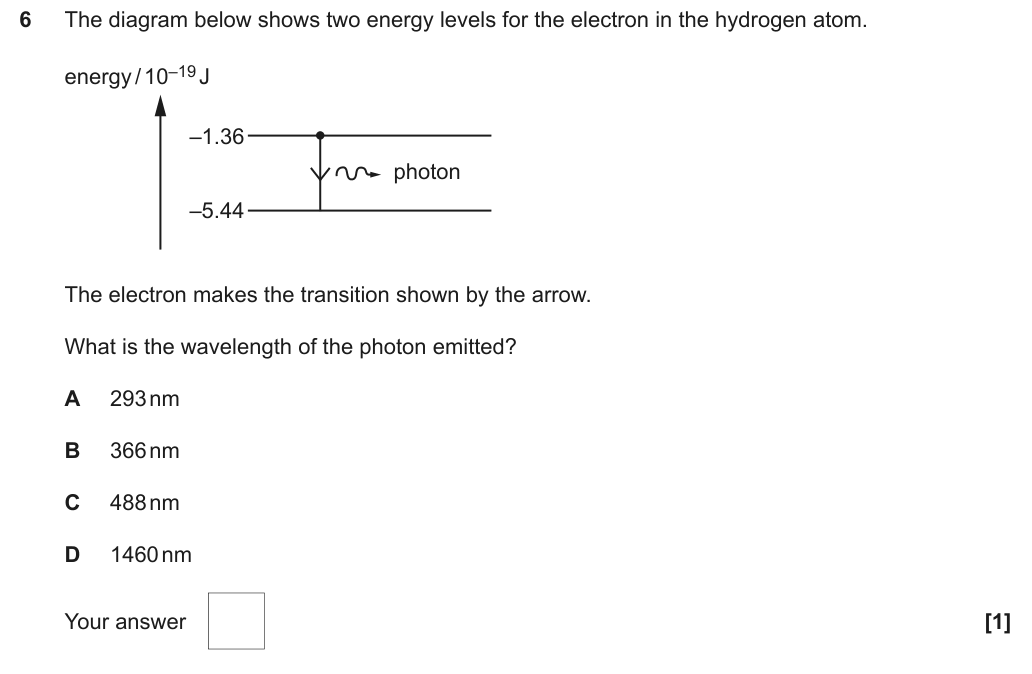 6 The diagram below shows two energy levels for the electron in the hydrogen atom.
energy / 10⁻¹⁹ J
–1.36
photon
–5.44
The electron makes the transition shown by the arrow.
What is the wavelength of the photon emitted?
A 293 nm
B 366 nm
C 488 nm
D 1460 nm
Your answer [1]